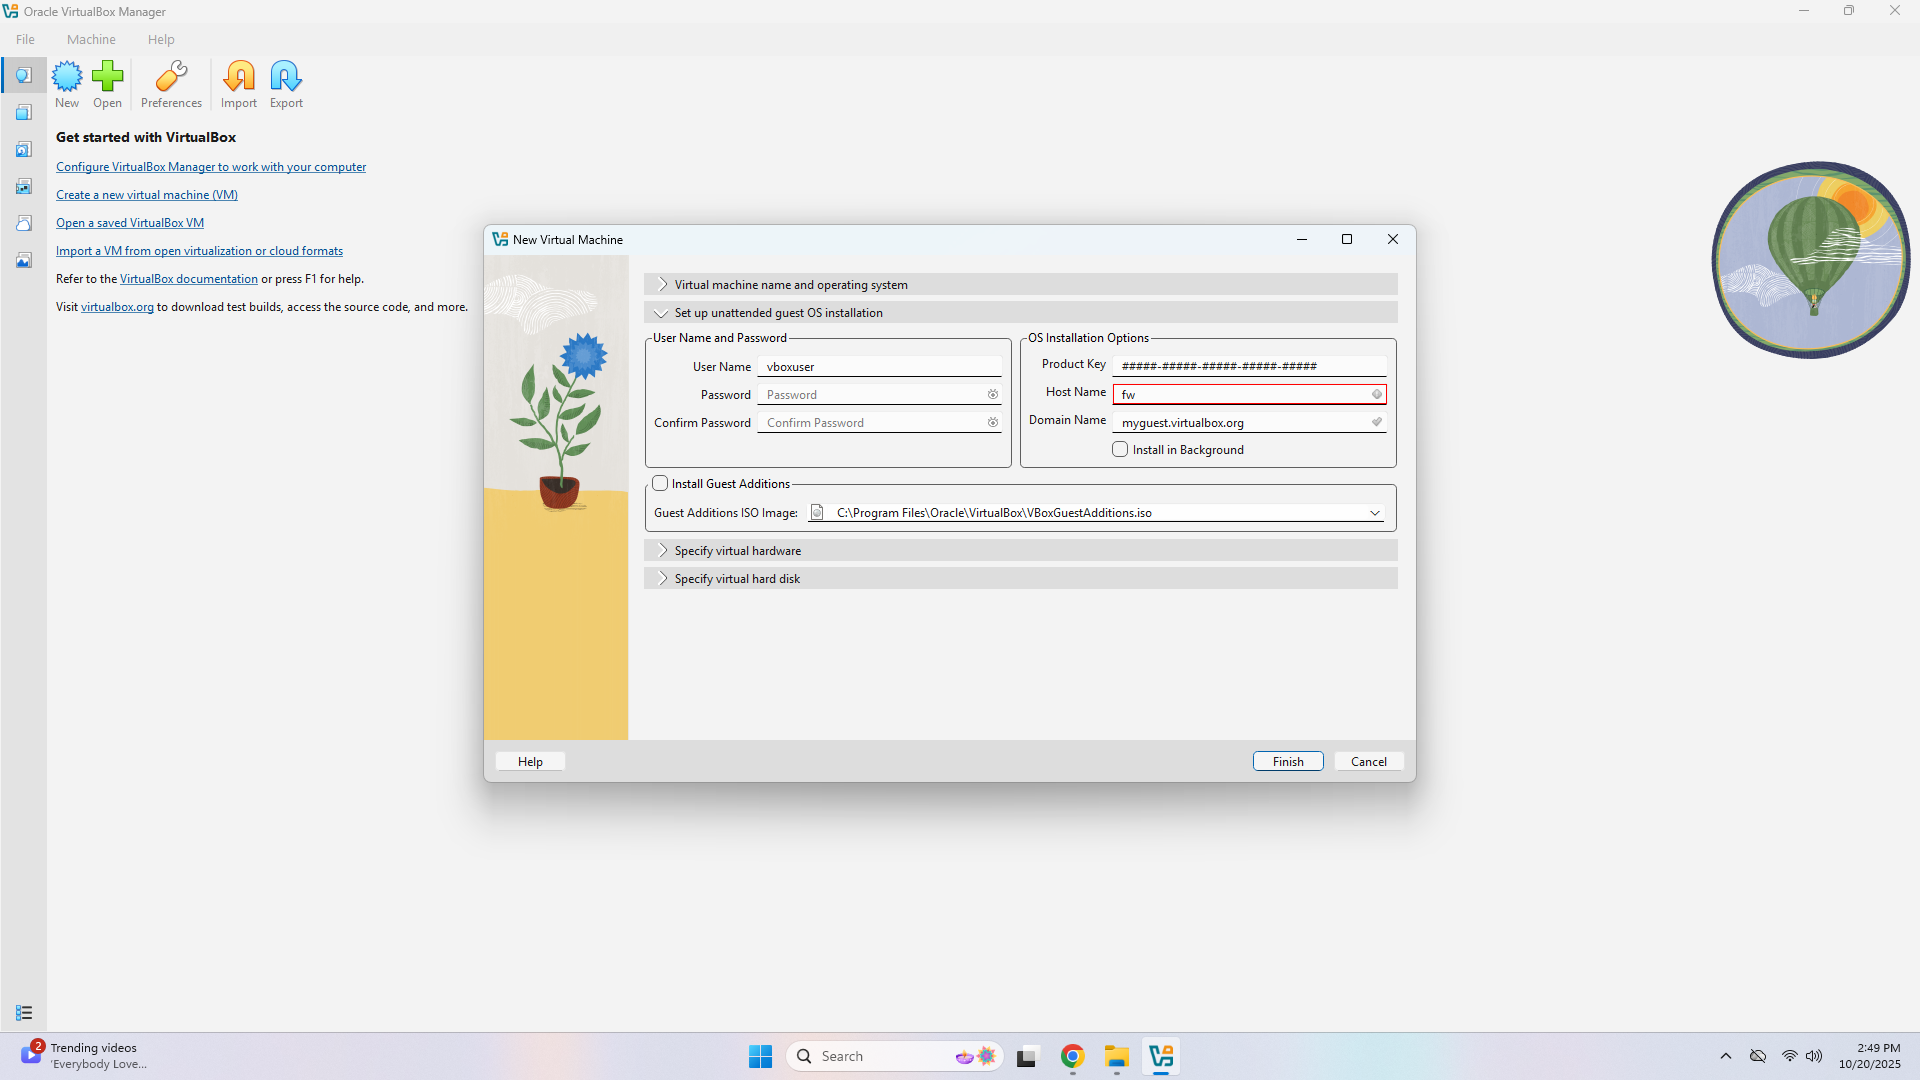 Oracle VirtualBox Manager
File Machine Help
New Open Preferences Import Export
Get started with VirtualBox
Configure VirtualBox Manager to work with your computer
Create a new virtual machine (VM)
Open a saved VirtualBox VM
Import a VM from open virtualization or cloud formats
Refer to the VirtualBox documentation or press F1 for help.
Visit virtualbox.org to download test builds, access the source code, and more.
New Virtual Machine
Virtual machine name and operating system
Set up unattended guest OS installation
User Name and Password
User Name vboxuser
Password Password
Confirm Password Confirm Password
OS Installation Options
Product Key #####-#####-#####-#####-#####
Host Name fw
Domain Name myguest.virtualbox.org
Install in Background
Install Guest Additions
Guest Additions ISO Image: C:\Program Files\Oracle\VirtualBox\VBoxGuestAdditions.iso
Specify virtual hardware
Specify virtual hard disk
Help Finish Cancel
2
Trending videos
'Everybody Love...
Search
2:49 PM
10/20/2025